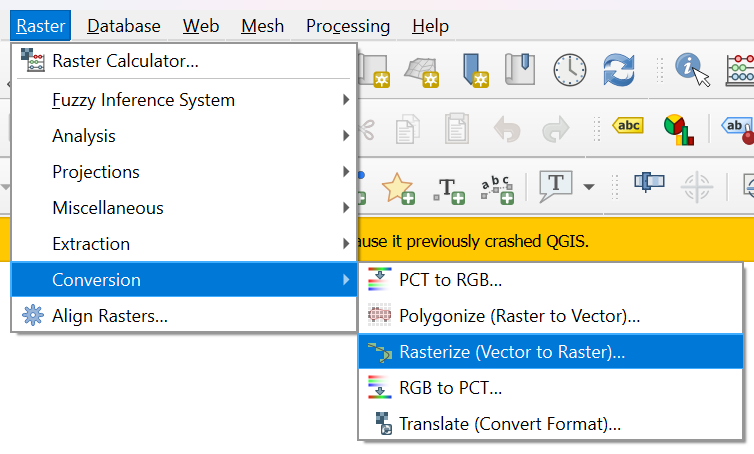 Raster Database Web Mesh Processing Help
Raster Calculator...
Fuzzy Inference System
Analysis
Projections
Miscellaneous
Extraction
Conversion
Align Rasters...
abc
ab
T
abc
T
ause it previously crashed QGIS.
PCT to RGB...
Polygonize (Raster to Vector)...
Rasterize (Vector to Raster)...
RGB to PCT...
Translate (Convert Format)...